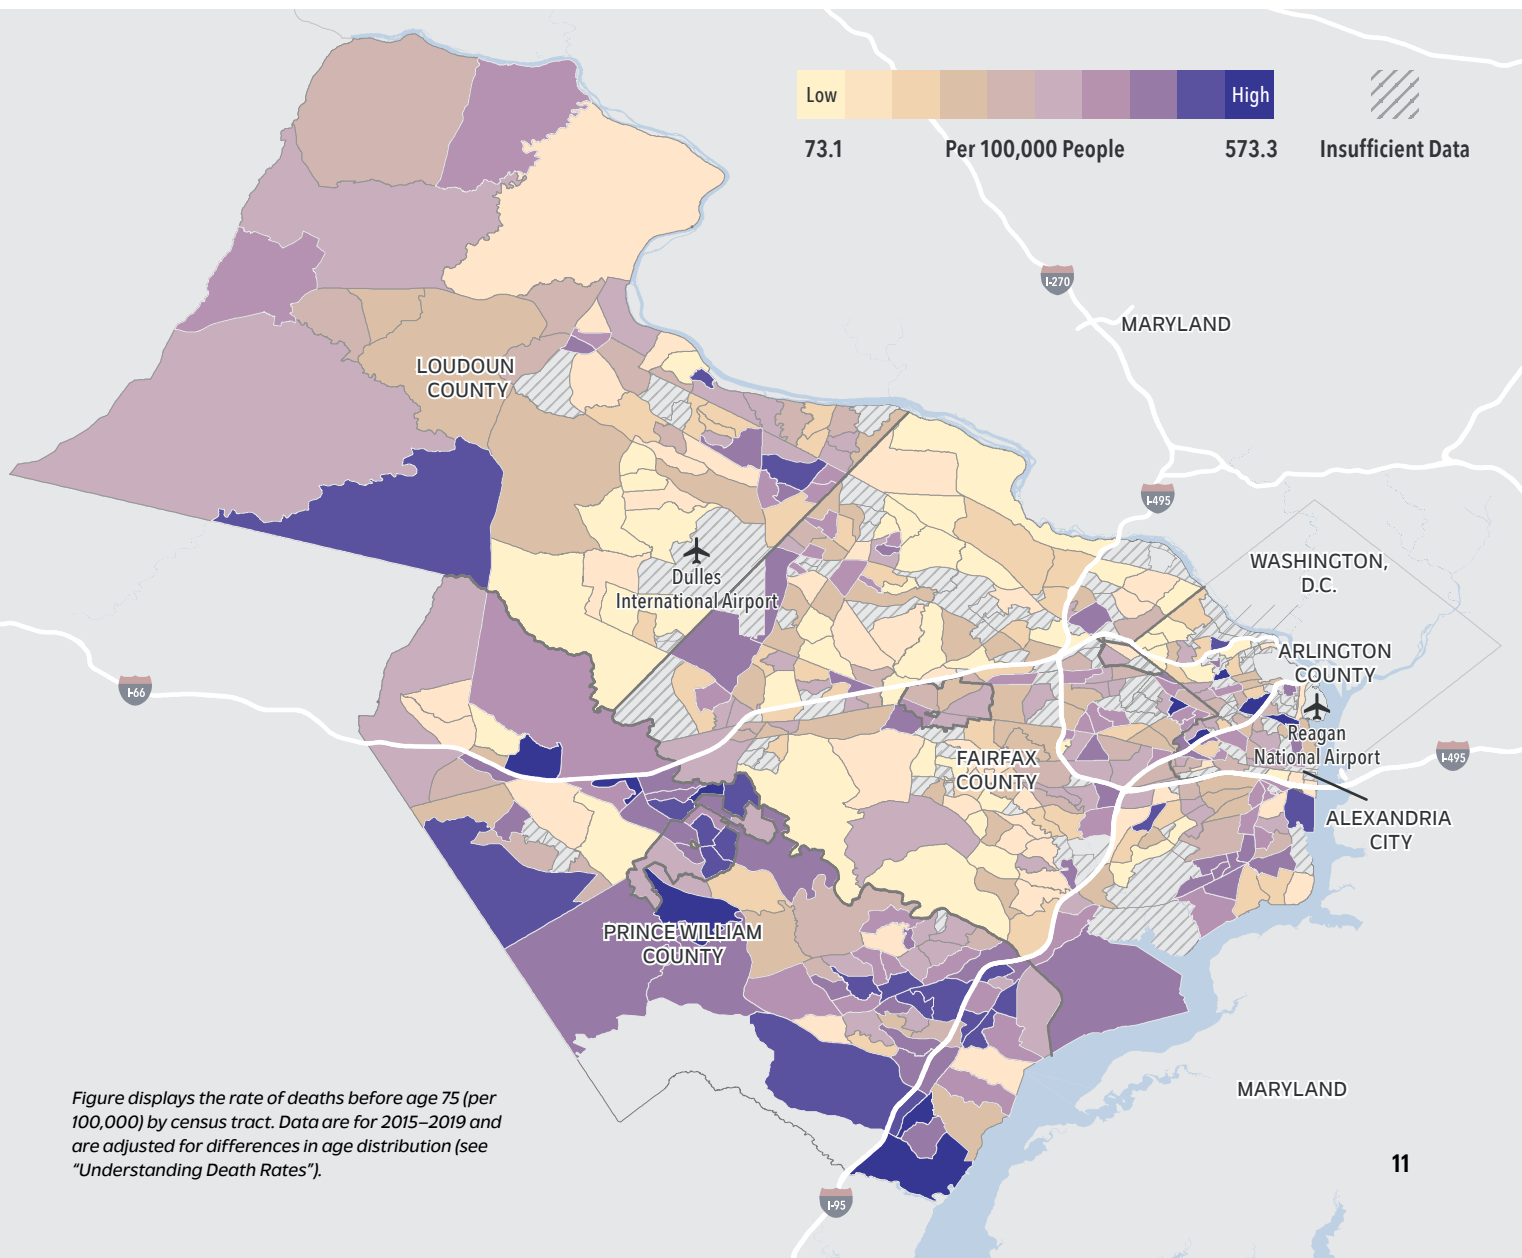 Low
High
73.1
Per 100,000 People
573.3
Insufficient Data
I-270
MARYLAND
LOUDOUN
COUNTY
I-495
WASHINGTON,
D.C.
Dulles
International Airport
ARLINGTON
COUNTY
I-66
Reagan
National Airport
I-495
FAIRFAX
COUNTY
ALEXANDRIA
CITY
PRINCE WILLIAM
COUNTY
MARYLAND
Figure displays the rate of deaths before age 75 (per
100,000) by census tract. Data are for 2015–2019 and
are adjusted for differences in age distribution (see
“Understanding Death Rates”).
11
I-95